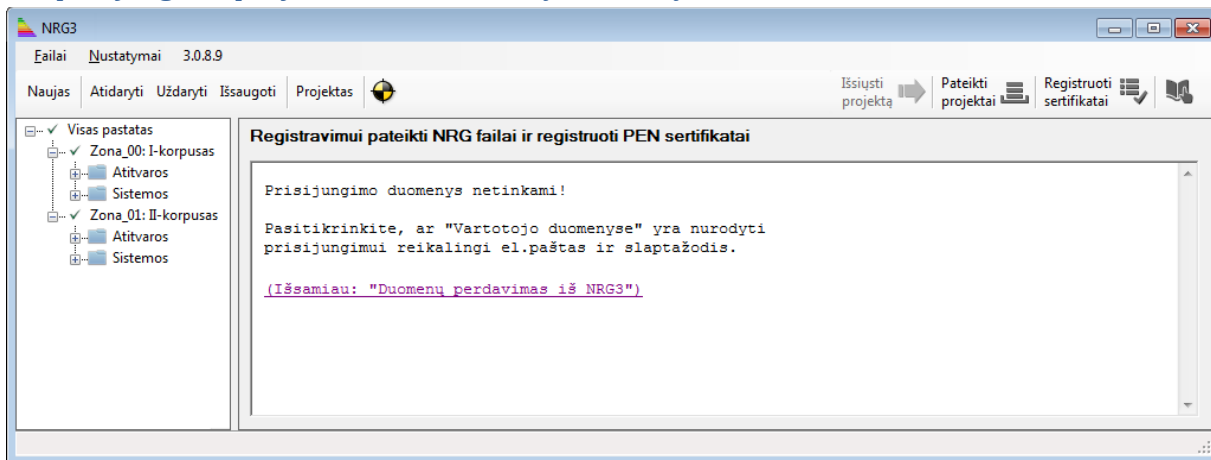 NRG3
Failai Nustatymai 3.0.8.9
Naujas Atidaryti Uždaryti Išsaugoti Projektas
Išsiųsti
projektą
Pateikti
projektai
Registruoti
sertifikatai
Visas pastatas
Zona_00: I-korpusas
Atitvaros
Sistemos
Zona_01: II-korpusas
Atitvaros
Sistemos
Registravimui pateikti NRG failai ir registruoti PEN sertifikatai
Prisijungimo duomenys netinkami!
Pasitikrinkite, ar "Vartotojo duomenyse" yra nurodyti
prisijungimui reikalingi el.paštas ir slaptažodis.
(Išsamiau: "Duomenų perdavimas iš NRG3")